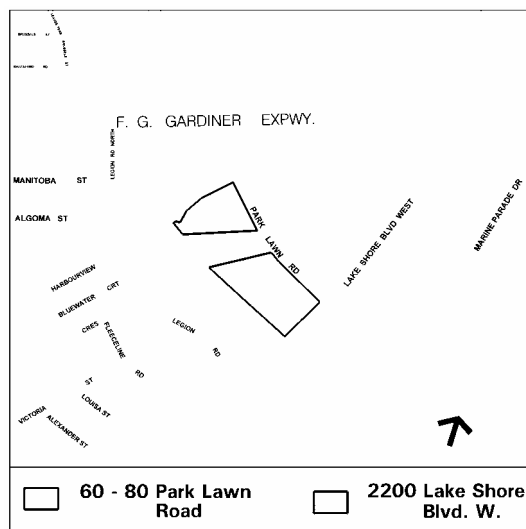 F. G. GARDINER EXPWY.
LEGION RD NORTH
MANITOBA ST
ALGOMA ST
PARK LAWN RD
LAKE SHORE BLVD WEST
MARINE PARADE DR
HARBOURVIEW
BLUEWATER CRT
CRES
FLEECELINE
RD
LEGION RD
ST
LOUISA ST
VICTORIA
ALEXANDER ST
60 - 80 Park Lawn
Road
2200 Lake Shore
Blvd. W.